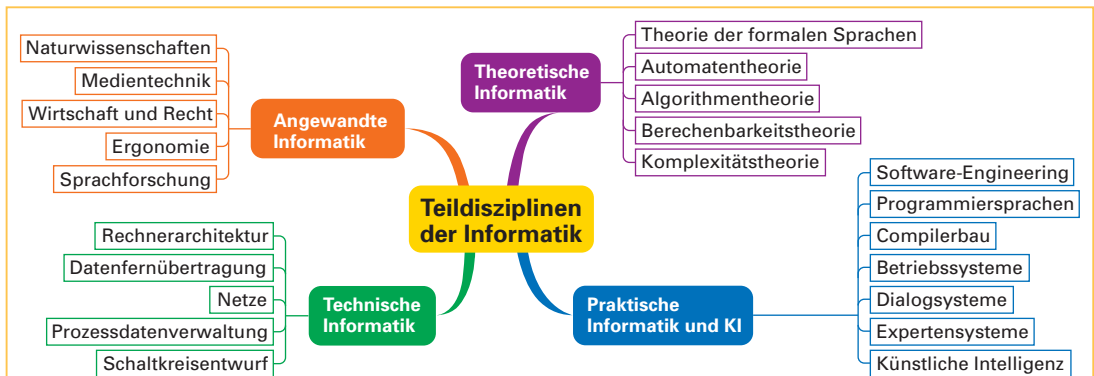 Teildisziplinen
der Informatik
Angewandte
Informatik
Naturwissenschaften
Medientechnik
Wirtschaft und Recht
Ergonomie
Sprachforschung
Theoretische
Informatik
Theorie der formalen Sprachen
Automatentheorie
Algorithmentheorie
Berechenbarkeitstheorie
Komplexitätstheorie
Technische
Informatik
Rechnerarchitektur
Datenfernübertragung
Netze
Prozessdatenverwaltung
Schaltkreisentwurf
Praktische
Informatik und KI
Software-Engineering
Programmiersprachen
Compilerbau
Betriebssysteme
Dialogsysteme
Expertensysteme
Künstliche Intelligenz